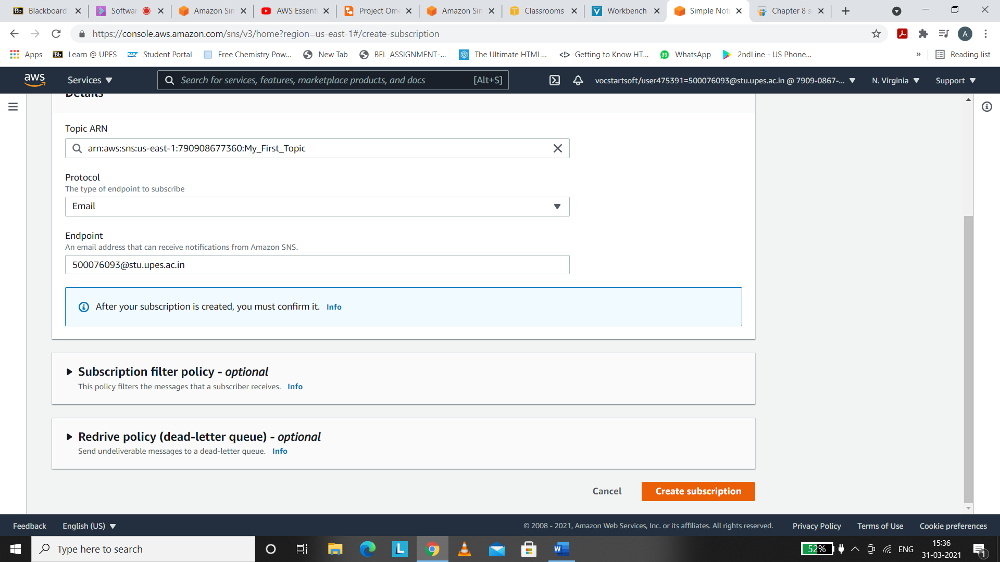 Blackboard
Softwar
Amazon Sim
AWS Essenti
Project Ome
Amazon Sim
Classrooms
Workbench
Simple Noti
Chapter 8 s
https://console.aws.amazon.com/sns/v3/home?region=us-east-1#/create-subscription
A
Apps
Bb Learn @ UPES
SAP Student Portal
Free Chemistry Pow...
New Tab
BEL_ASSIGNMENT-...
The Ultimate HTML...
Getting to Know HT...
39 WhatsApp
2ndLine - US Phone...
»
Reading list
aws
Services
Search for services, features, marketplace products, and docs
[Alt+S]
vocstartsoft/user475391=500076093@stu.upes.ac.in @ 7909-0867-...
N. Virginia
Support
Details
Topic ARN
arn:aws:sns:us-east-1:790908677360:My_First_Topic
Protocol
The type of endpoint to subscribe
Email
Endpoint
An email address that can receive notifications from Amazon SNS.
500076093@stu.upes.ac.in
After your subscription is created, you must confirm it. Info
Subscription filter policy - optional
This policy filters the messages that a subscriber receives. Info
Redrive policy (dead-letter queue) - optional
Send undeliverable messages to a dead-letter queue. Info
Cancel
Create subscription
Feedback
English (US)
© 2008 - 2021, Amazon Web Services, Inc. or its affiliates. All rights reserved.
Privacy Policy
Terms of Use
Cookie preferences
Type here to search
L
W
52%
ENG
15:36
31-03-2021
1